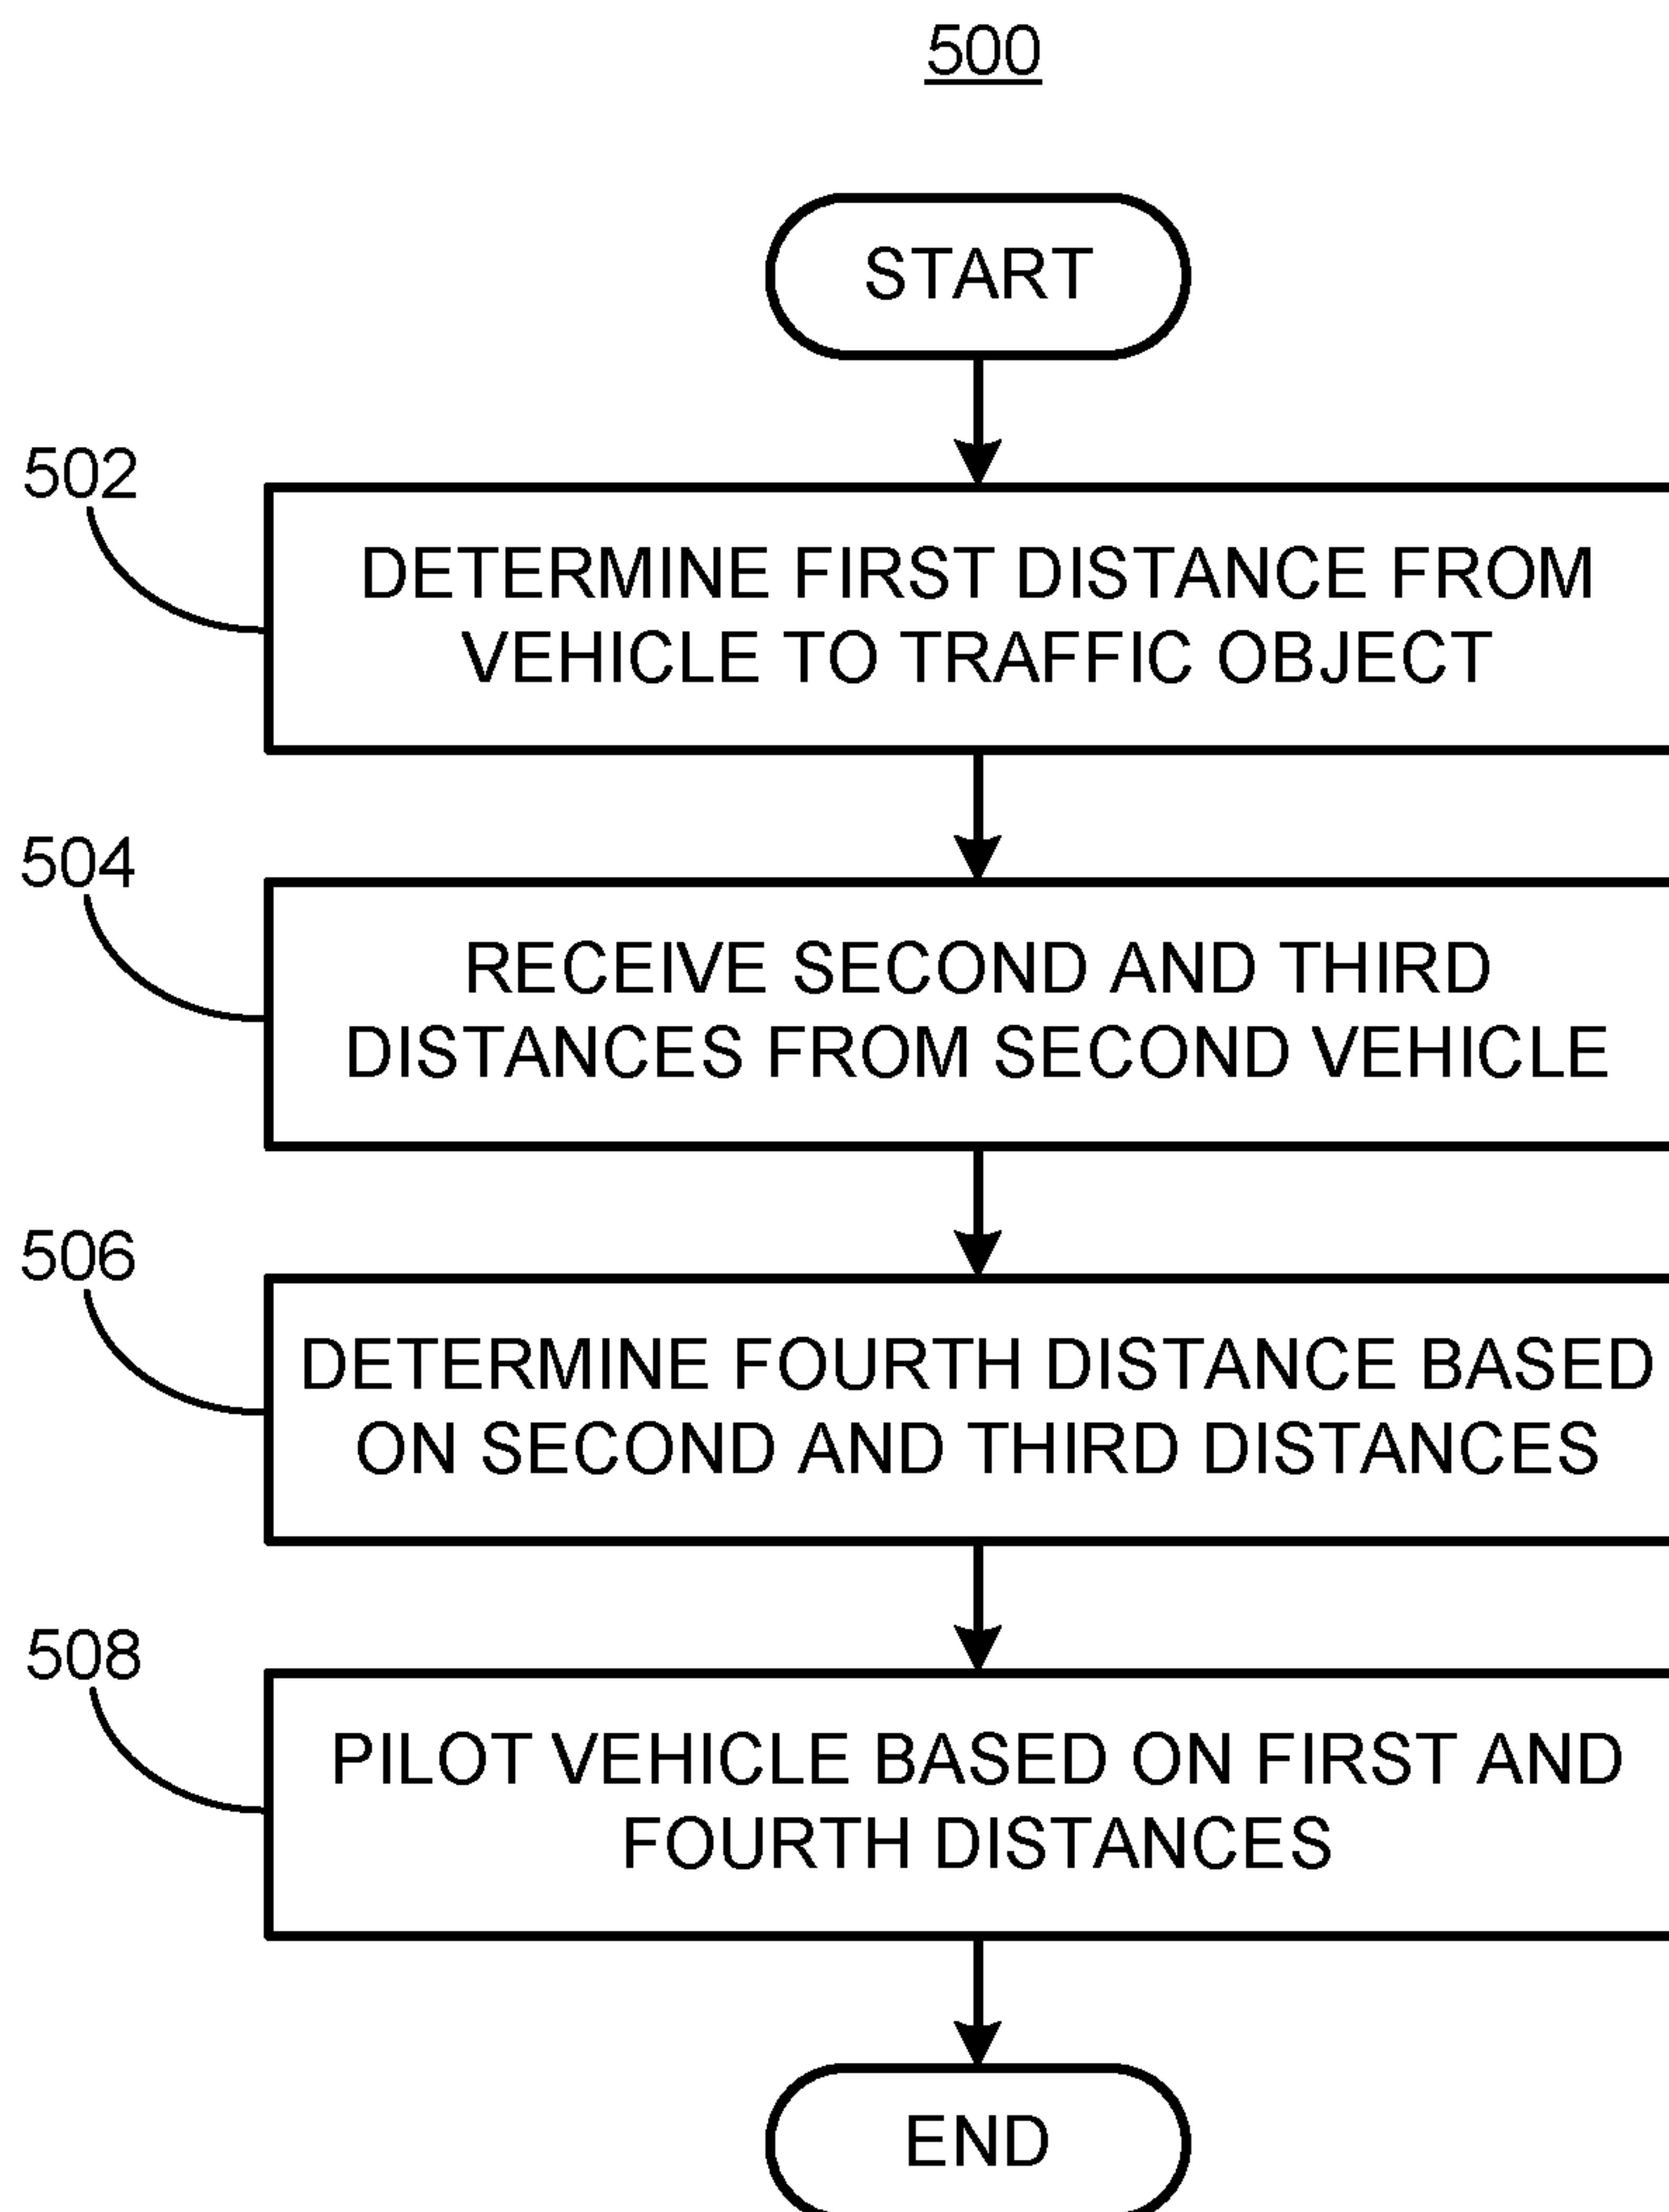 500
START
502
DETERMINE FIRST DISTANCE FROM
VEHICLE TO TRAFFIC OBJECT
504
RECEIVE SECOND AND THIRD
DISTANCES FROM SECOND VEHICLE
506
DETERMINE FOURTH DISTANCE BASED
ON SECOND AND THIRD DISTANCES
508
PILOT VEHICLE BASED ON FIRST AND
FOURTH DISTANCES
END